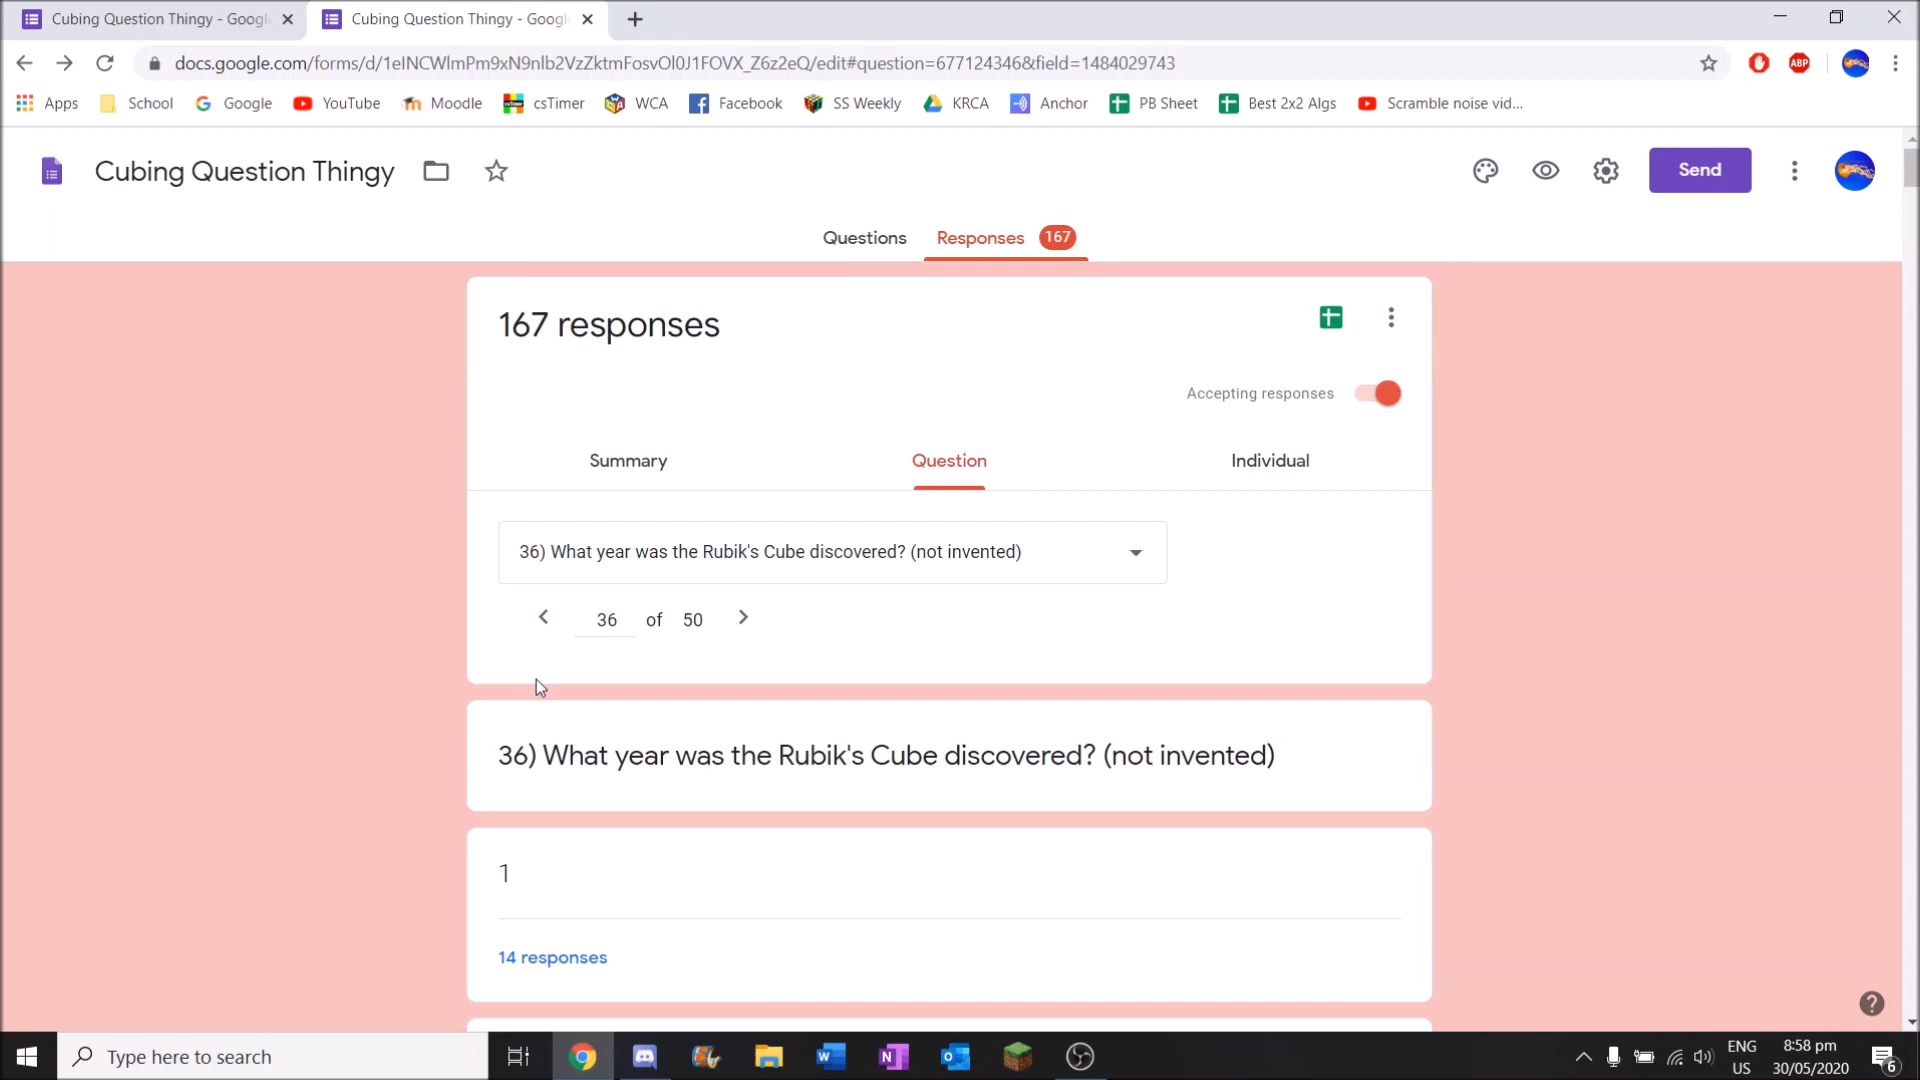 Cubing Question Thingy - Googl
Cubing Question Thingy - Googl
docs.google.com/forms/d/1eINCWlmPm9xN9nlb2VzZktmFosvOl0J1FOVX_Z6z2eQ/edit#question=677124346&field=1484029743
ABP
Apps School Google YouTube Moodle csTimer WCA Facebook SS Weekly KRCA Anchor PB Sheet Best 2x2 Algs Scramble noise vid...
Cubing Question Thingy
Send
Questions Responses 167
167 responses
Accepting responses
Summary Question Individual
36) What year was the Rubik's Cube discovered? (not invented)
36 of 50
36) What year was the Rubik's Cube discovered? (not invented)
1
14 responses
Type here to search
ENG
US
8:58 pm
30/05/2020
6